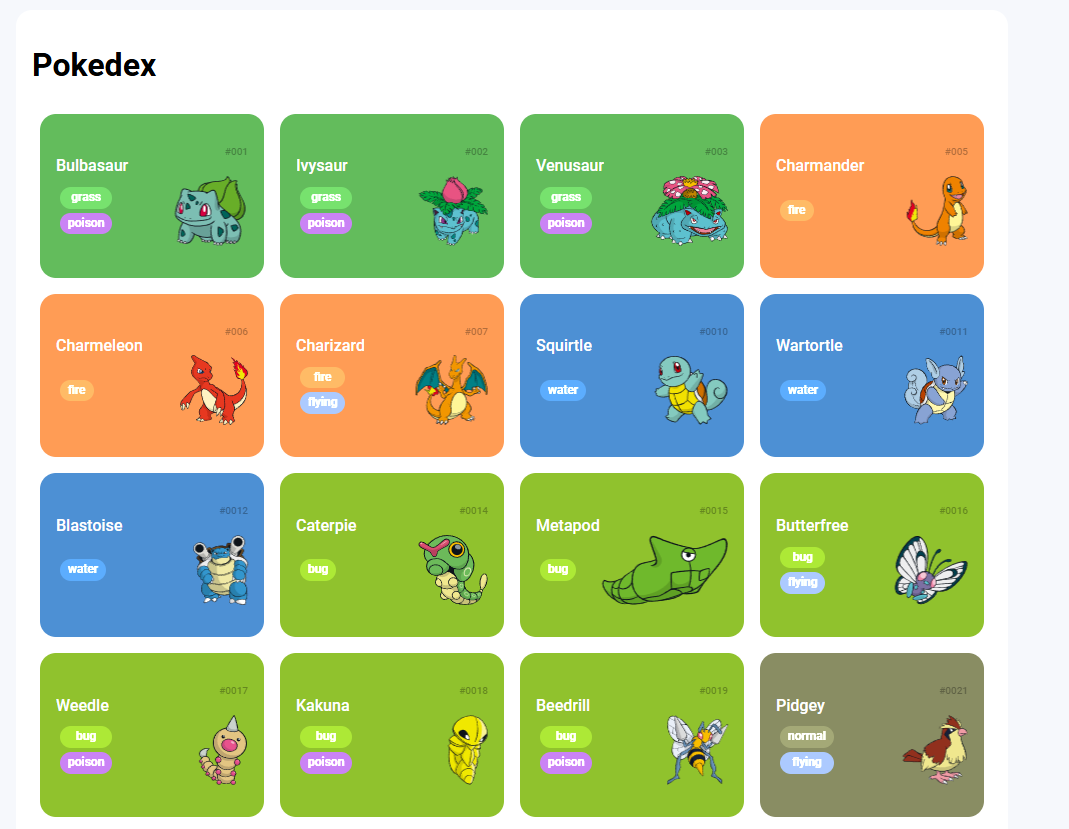 Pokedex
#001
Bulbasaur
grass
poison
#002
Ivysaur
grass
poison
#003
Venusaur
grass
poison
#005
Charmander
fire
#006
Charmeleon
fire
#007
Charizard
fire
flying
#0010
Squirtle
water
#0011
Wartortle
water
#0012
Blastoise
water
#0014
Caterpie
bug
#0015
Metapod
bug
#0016
Butterfree
bug
flying
#0017
Weedle
bug
poison
#0018
Kakuna
bug
poison
#0019
Beedrill
bug
poison
#0021
Pidgey
normal
flying